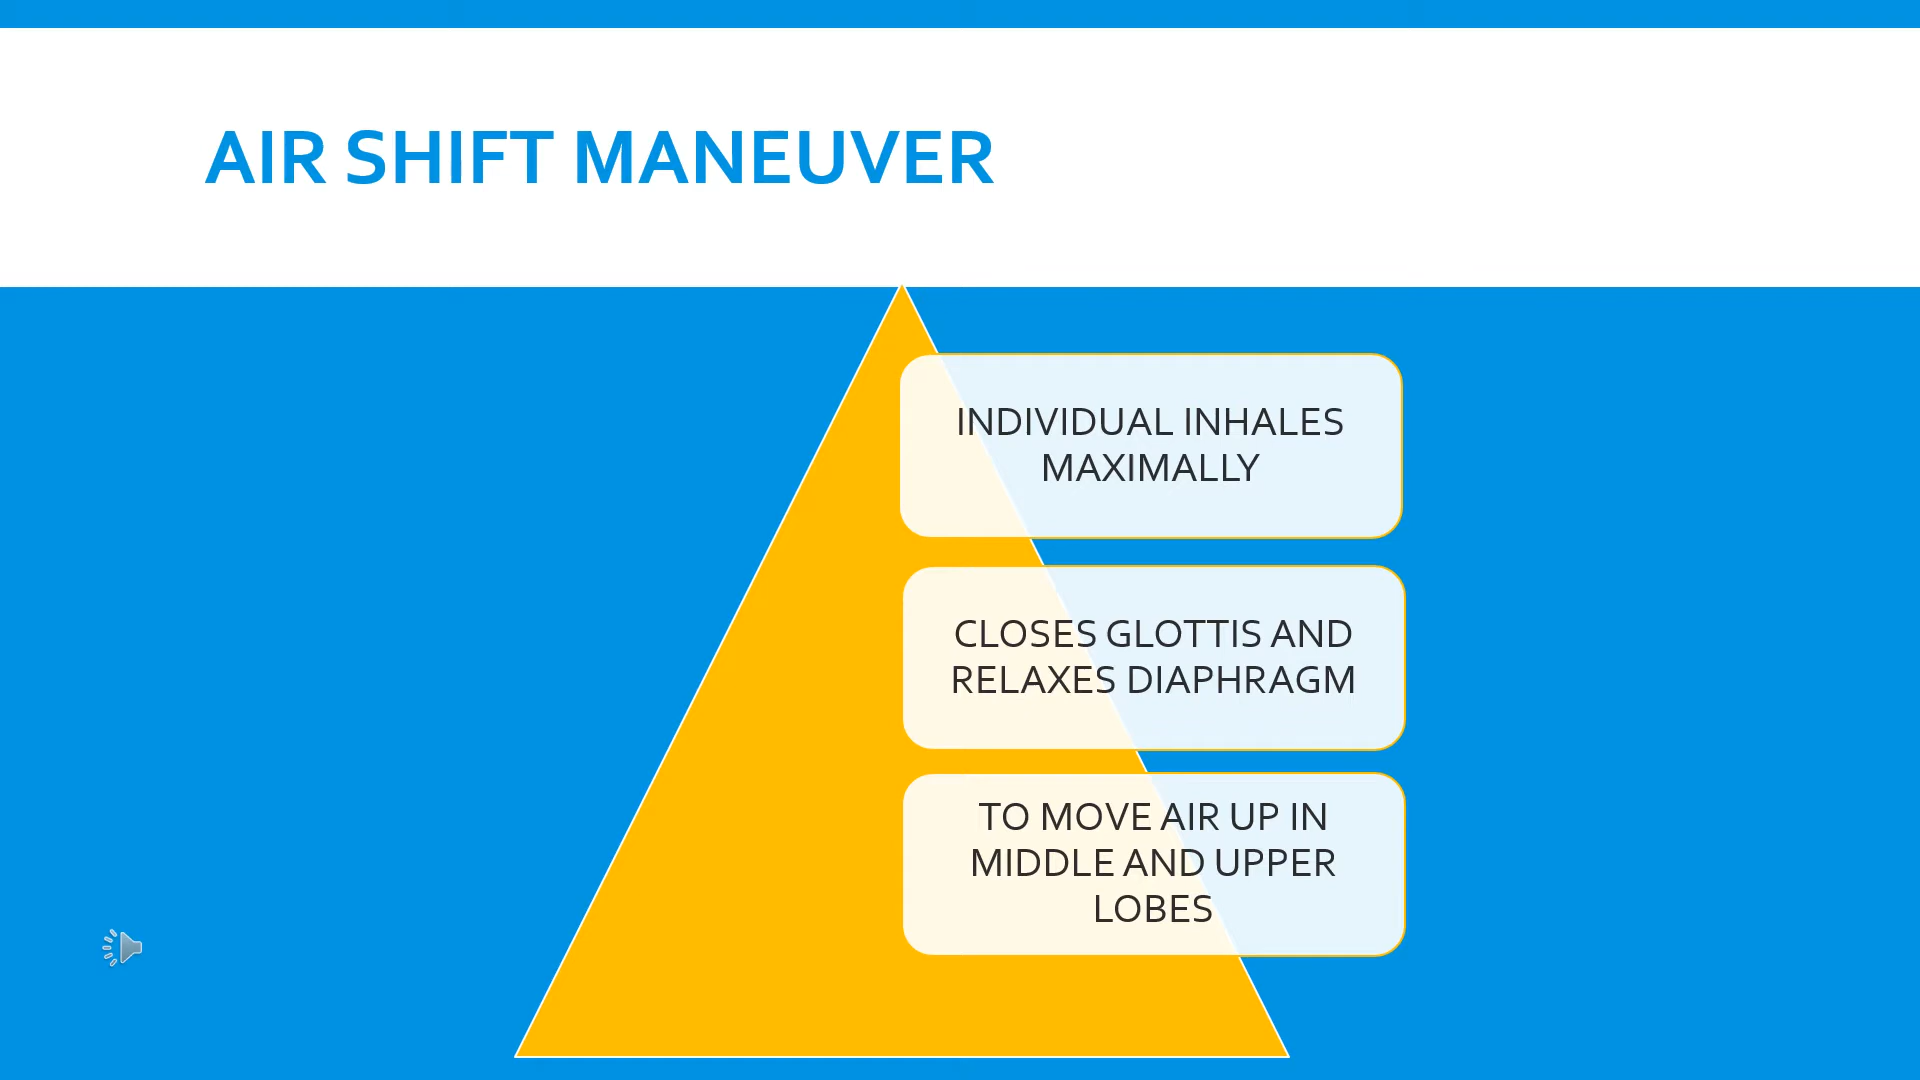 AIR SHIFT MANEUVER
INDIVIDUAL INHALES
MAXIMALLY
CLOSES GLOTTIS AND
RELAXES DIAPHRAGM
TO MOVE AIR UP IN
MIDDLE AND UPPER
LOBES